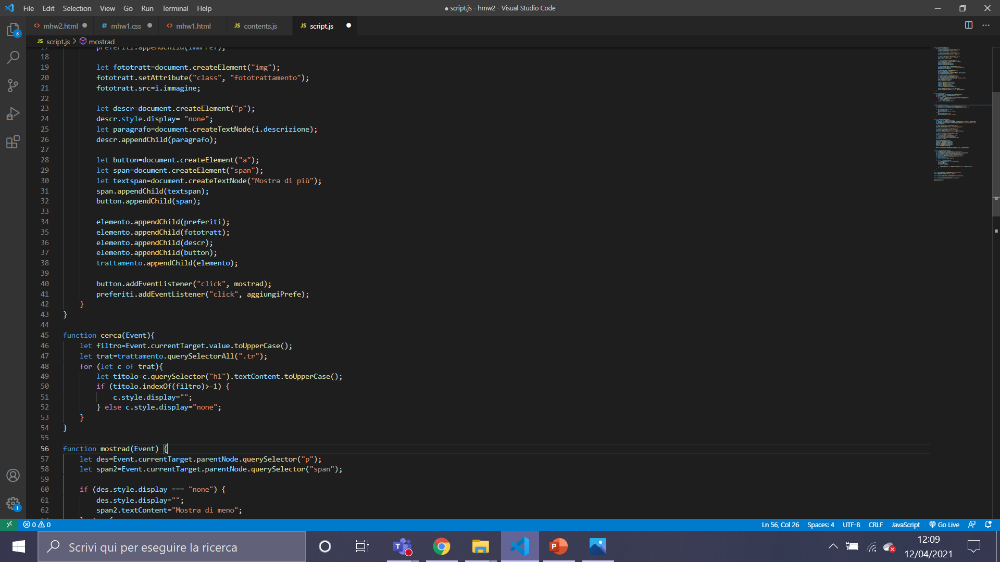 File Edit Selection View Go Run Terminal Help
● script.js - hmw2 - Visual Studio Code
mhw2.html
mhw1.css
mhw1.html
contents.js
script.js
script.js > mostrad
17 preferiti.appendChild(immPref);
18
19 let fototratt=document.createElement("img");
20 fototratt.setAttribute("class", "fototrattamento");
21 fototratt.src=i.immagine;
22
23 let descr=document.createElement("p");
24 descr.style.display= "none";
25 let paragrafo=document.createTextNode(i.descrizione);
26 descr.appendChild(paragrafo);
27
28 let button=document.createElement("a");
29 let span=document.createElement("span");
30 let textspan=document.createTextNode("Mostra di più");
31 span.appendChild(textspan);
32 button.appendChild(span);
33
34 elemento.appendChild(preferiti);
35 elemento.appendChild(fototratt);
36 elemento.appendChild(descr);
37 elemento.appendChild(button);
38 trattamento.appendChild(elemento);
39
40 button.addEventListener("click", mostrad);
41 preferiti.addEventListener("click", aggiungiPrefe);
42 }
43 }
44
45 function cerca(Event){
46 let filtro=Event.currentTarget.value.toUpperCase();
47 let trat=trattamento.querySelectorAll(".tr");
48 for (let c of trat){
49 let titolo=c.querySelector("h1").textContent.toUpperCase();
50 if (titolo.indexOf(filtro)>-1) {
51 c.style.display="";
52 } else c.style.display="none";
53 }
54 }
55
56 function mostrad(Event) {
57 let des=Event.currentTarget.parentNode.querySelector("p");
58 let span2=Event.currentTarget.parentNode.querySelector("span");
59
60 if (des.style.display === "none") {
61 des.style.display="";
62 span2.textContent="Mostra di meno";
3
1
0 0
Ln 56, Col 26 Spaces: 4 UTF-8 CRLF JavaScript Go Live
Scrivi qui per eseguire la ricerca
12:09
12/04/2021